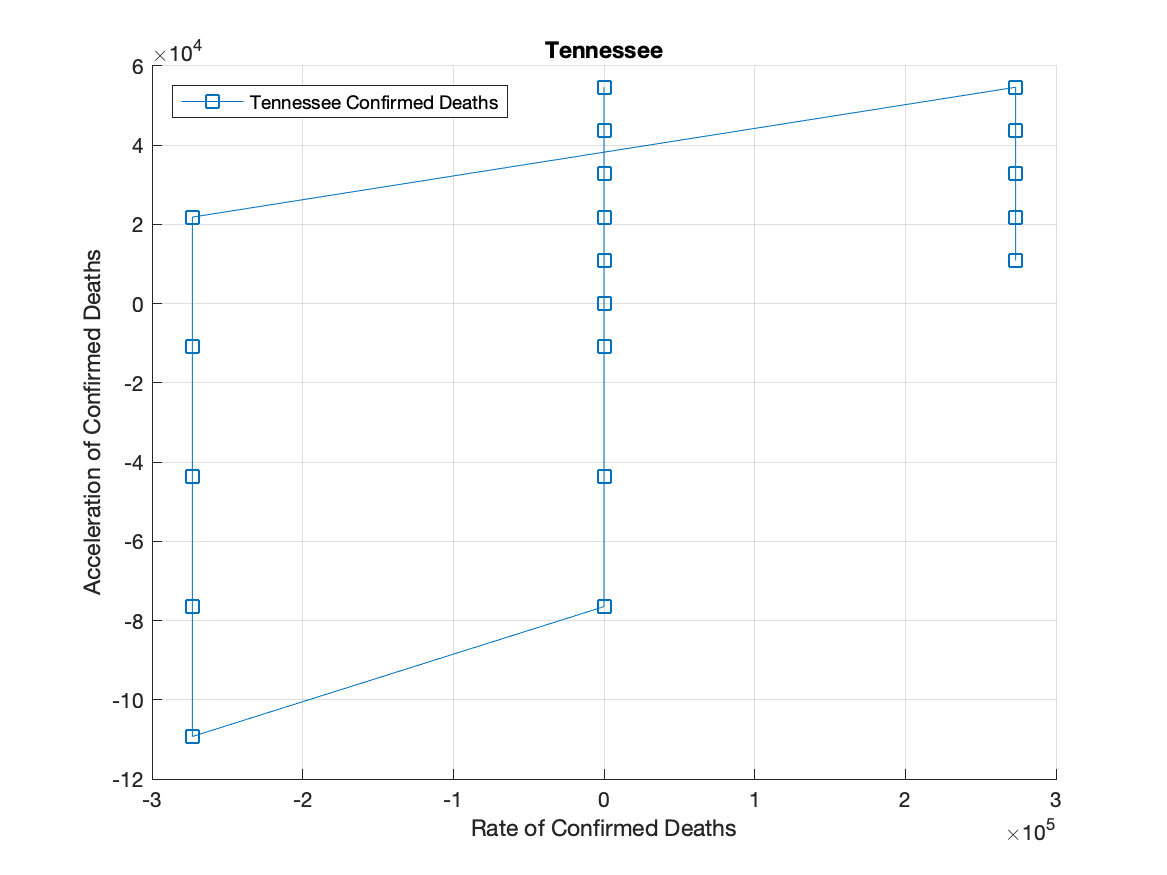 Tennessee
×10^4
6
Tennessee Confirmed Deaths
4
2
0
-2
-4
-6
-8
-10
-12
Acceleration of Confirmed Deaths
-3 -2 -1 0 1 2 3
Rate of Confirmed Deaths
×10^5